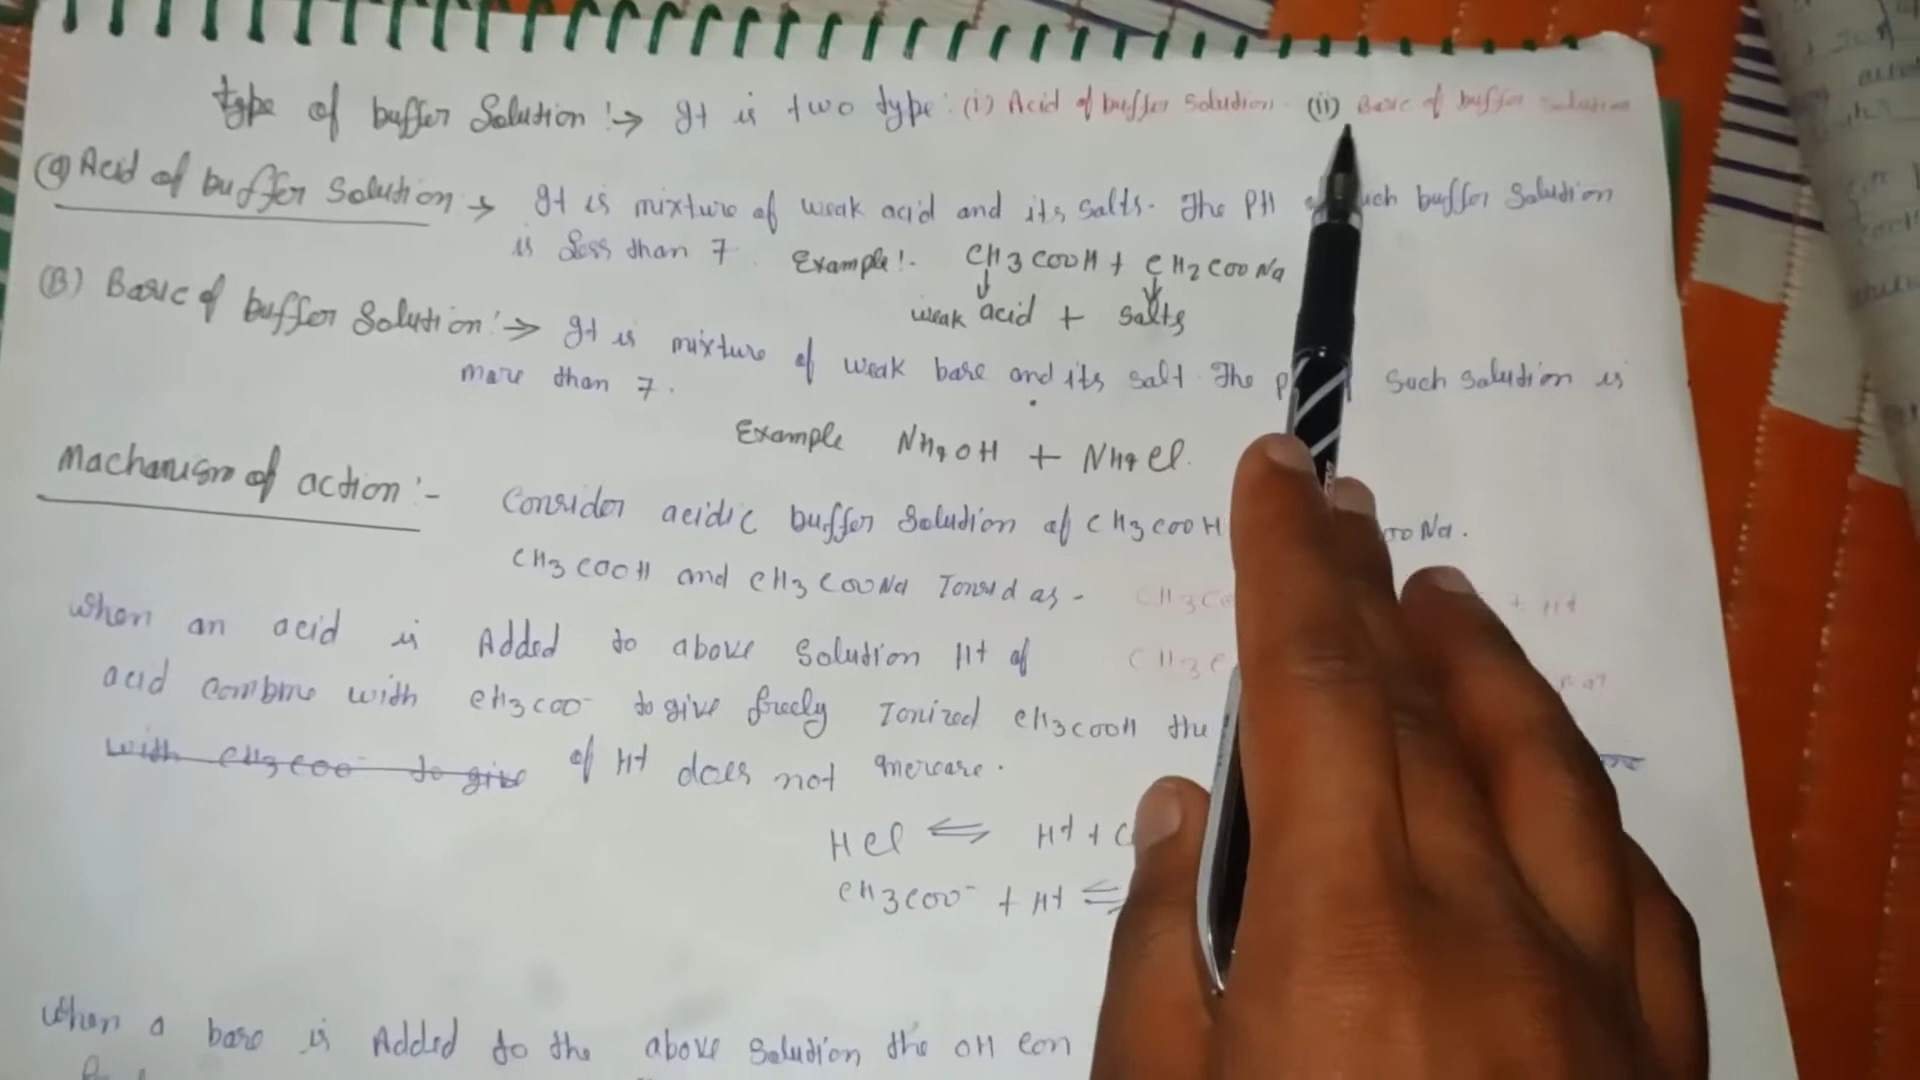 type of buffer Solution :→ It is two type: (i) Acid of buffer Solution (ii) Basic of buffer solution
(a) Acid of buffer Solution :→ It is mixture of weak acid and its salts. The PH such buffer Solution
is less than 7. Example:- CH3COOH + CH2COONa
weak acid + Salts
(B) Basic of buffer Solution :→ It is mixture of weak base and its salt. The p Such Solution is
more than 7.
Example NH4OH + NH4Cl.
Machanism of action :- Consider acidic buffer Solution of CH3COOH ooNa.
CH3COOH and CH3COONa Ionid as - CH3Co + H+
When an acid is Added to above Solution H+ of CH3C
acid combine with CH3COO- to give freely Ionized CH3COOH the
with CH3COO- to give of H+ does not increare.
HCl ⇌ H+ + C
CH3COO- + H+ ⇌
When a base is Added to the above Solution the OH con